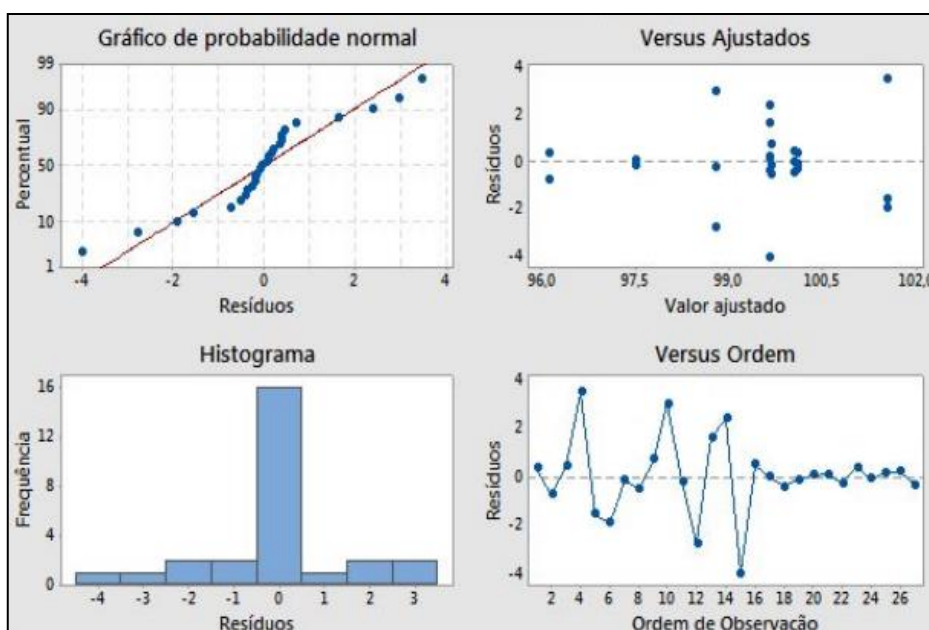 Gráfico de probabilidade normal
99
90
50
10
1
Percentual
-4 -2 0 2 4
Resíduos
Versus Ajustados
4
2
0
-2
-4
Resíduos
96,0 97,5 99,0 100,5 102,0
Valor ajustado
Histograma
16
12
8
4
0
Frequência
-4 -3 -2 -1 0 1 2 3
Resíduos
Versus Ordem
4
2
0
-2
-4
Resíduos
2 4 6 8 10 12 14 16 18 20 22 24 26
Ordem de Observação